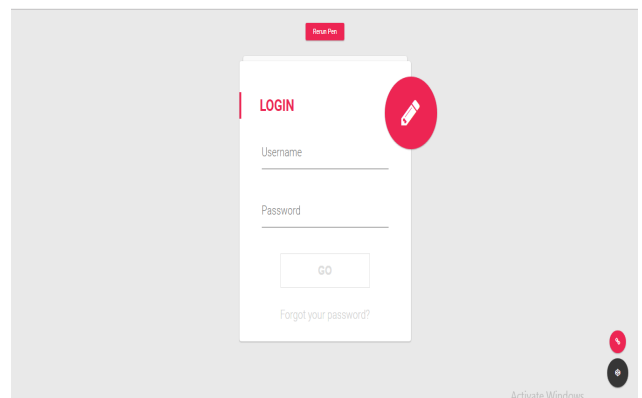 Rerun Pen
LOGIN
Username
Password
GO
Forgot your password?
Activate Windows